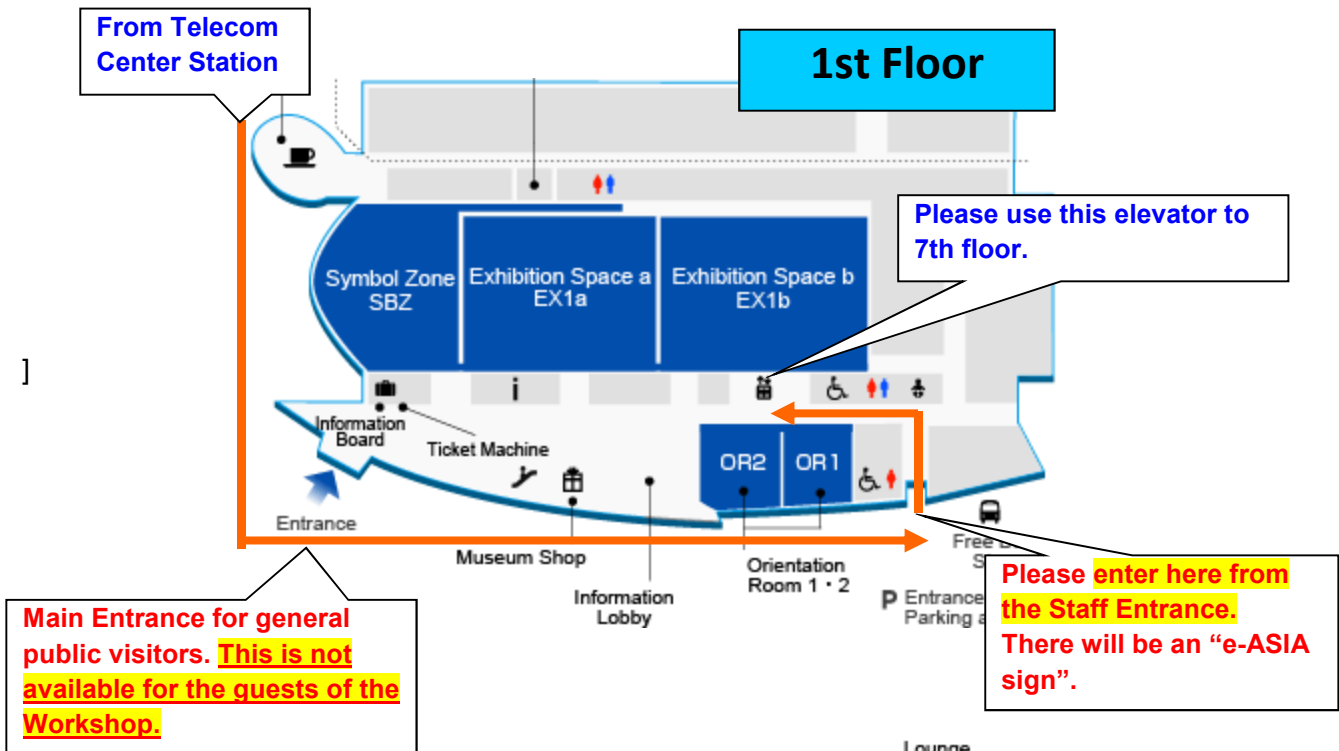 From Telecom
Center Station
1st Floor
Please use this elevator to
7th floor.
Symbol Zone
SBZ
Exhibition Space a
EX1a
Exhibition Space b
EX1b
]
i
Information
Board
Ticket Machine
OR2
OR1
Entrance
Museum Shop
Information
Lobby
Orientation
Room 1・2
Free
P Entrance
Parking
Please enter here from
the Staff Entrance.
There will be an “e-ASIA
sign”.
Main Entrance for general
public visitors. This is not
available for the guests of the
Workshop.
Lounge